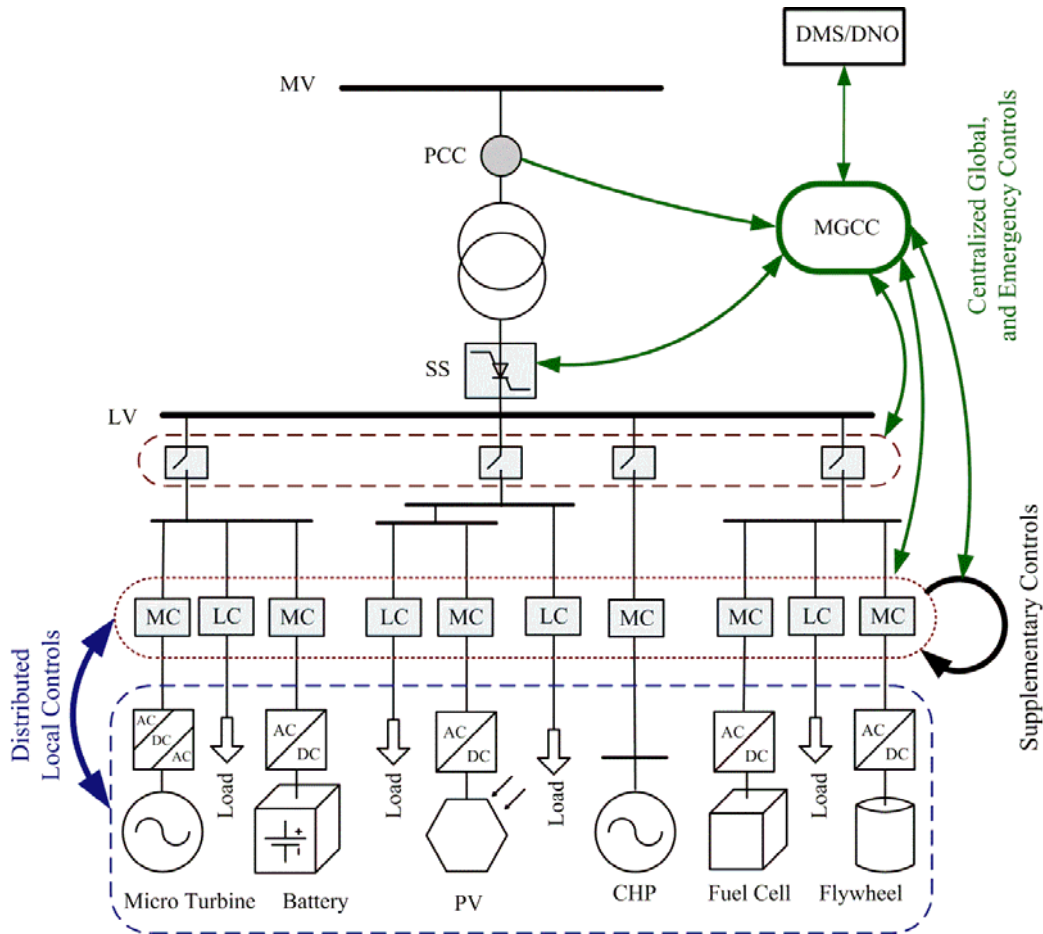 DMS/DNO
MV
PCC
Centralized Global,
and Emergency Controls
MGCC
SS
LV
MC
LC
MC
LC
MC
LC
MC
MC
LC
MC
Supplementary Controls
Distributed
Local Controls
AC
DC
AC
Load
AC
DC
Load
AC
DC
Load
AC
DC
Load
AC
DC
Micro Turbine
Battery
PV
CHP
Fuel Cell
Flywheel